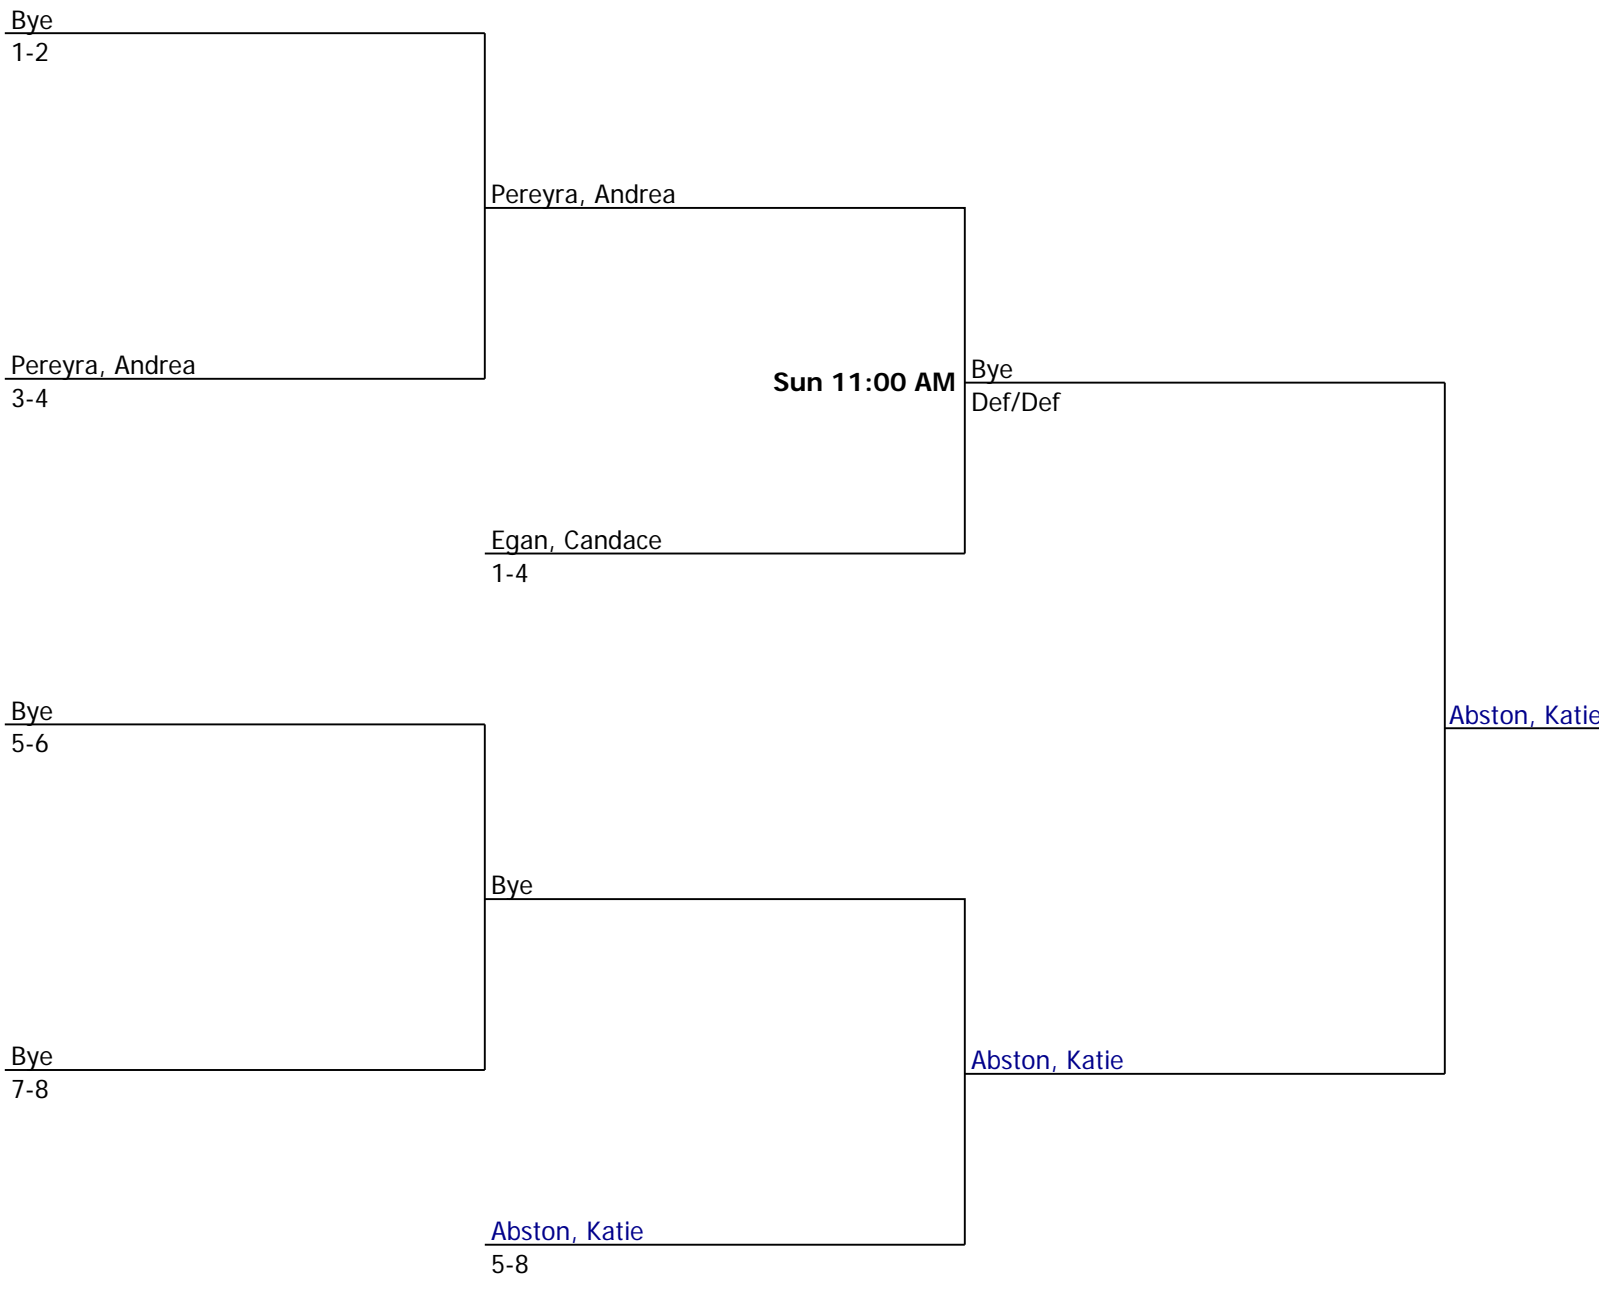 Bye
1-2
Pereyra, Andrea
Pereyra, Andrea
3-4
Sun 11:00 AM
Bye
Def/Def
Egan, Candace
1-4
Bye
5-6
Abston, Katie
Bye
Bye
7-8
Abston, Katie
Abston, Katie
5-8